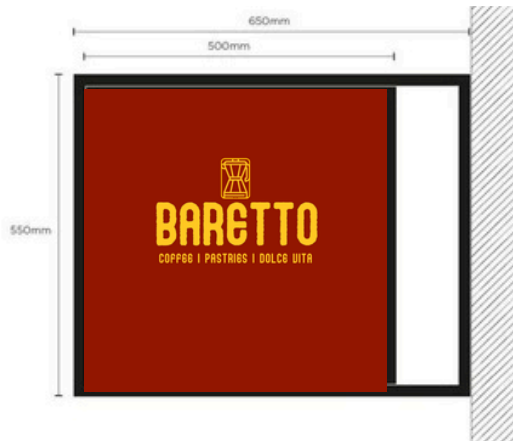 650mm
500mm
550mm
BARETTO
COFFEE | PASTRIES | DOLCE VITA